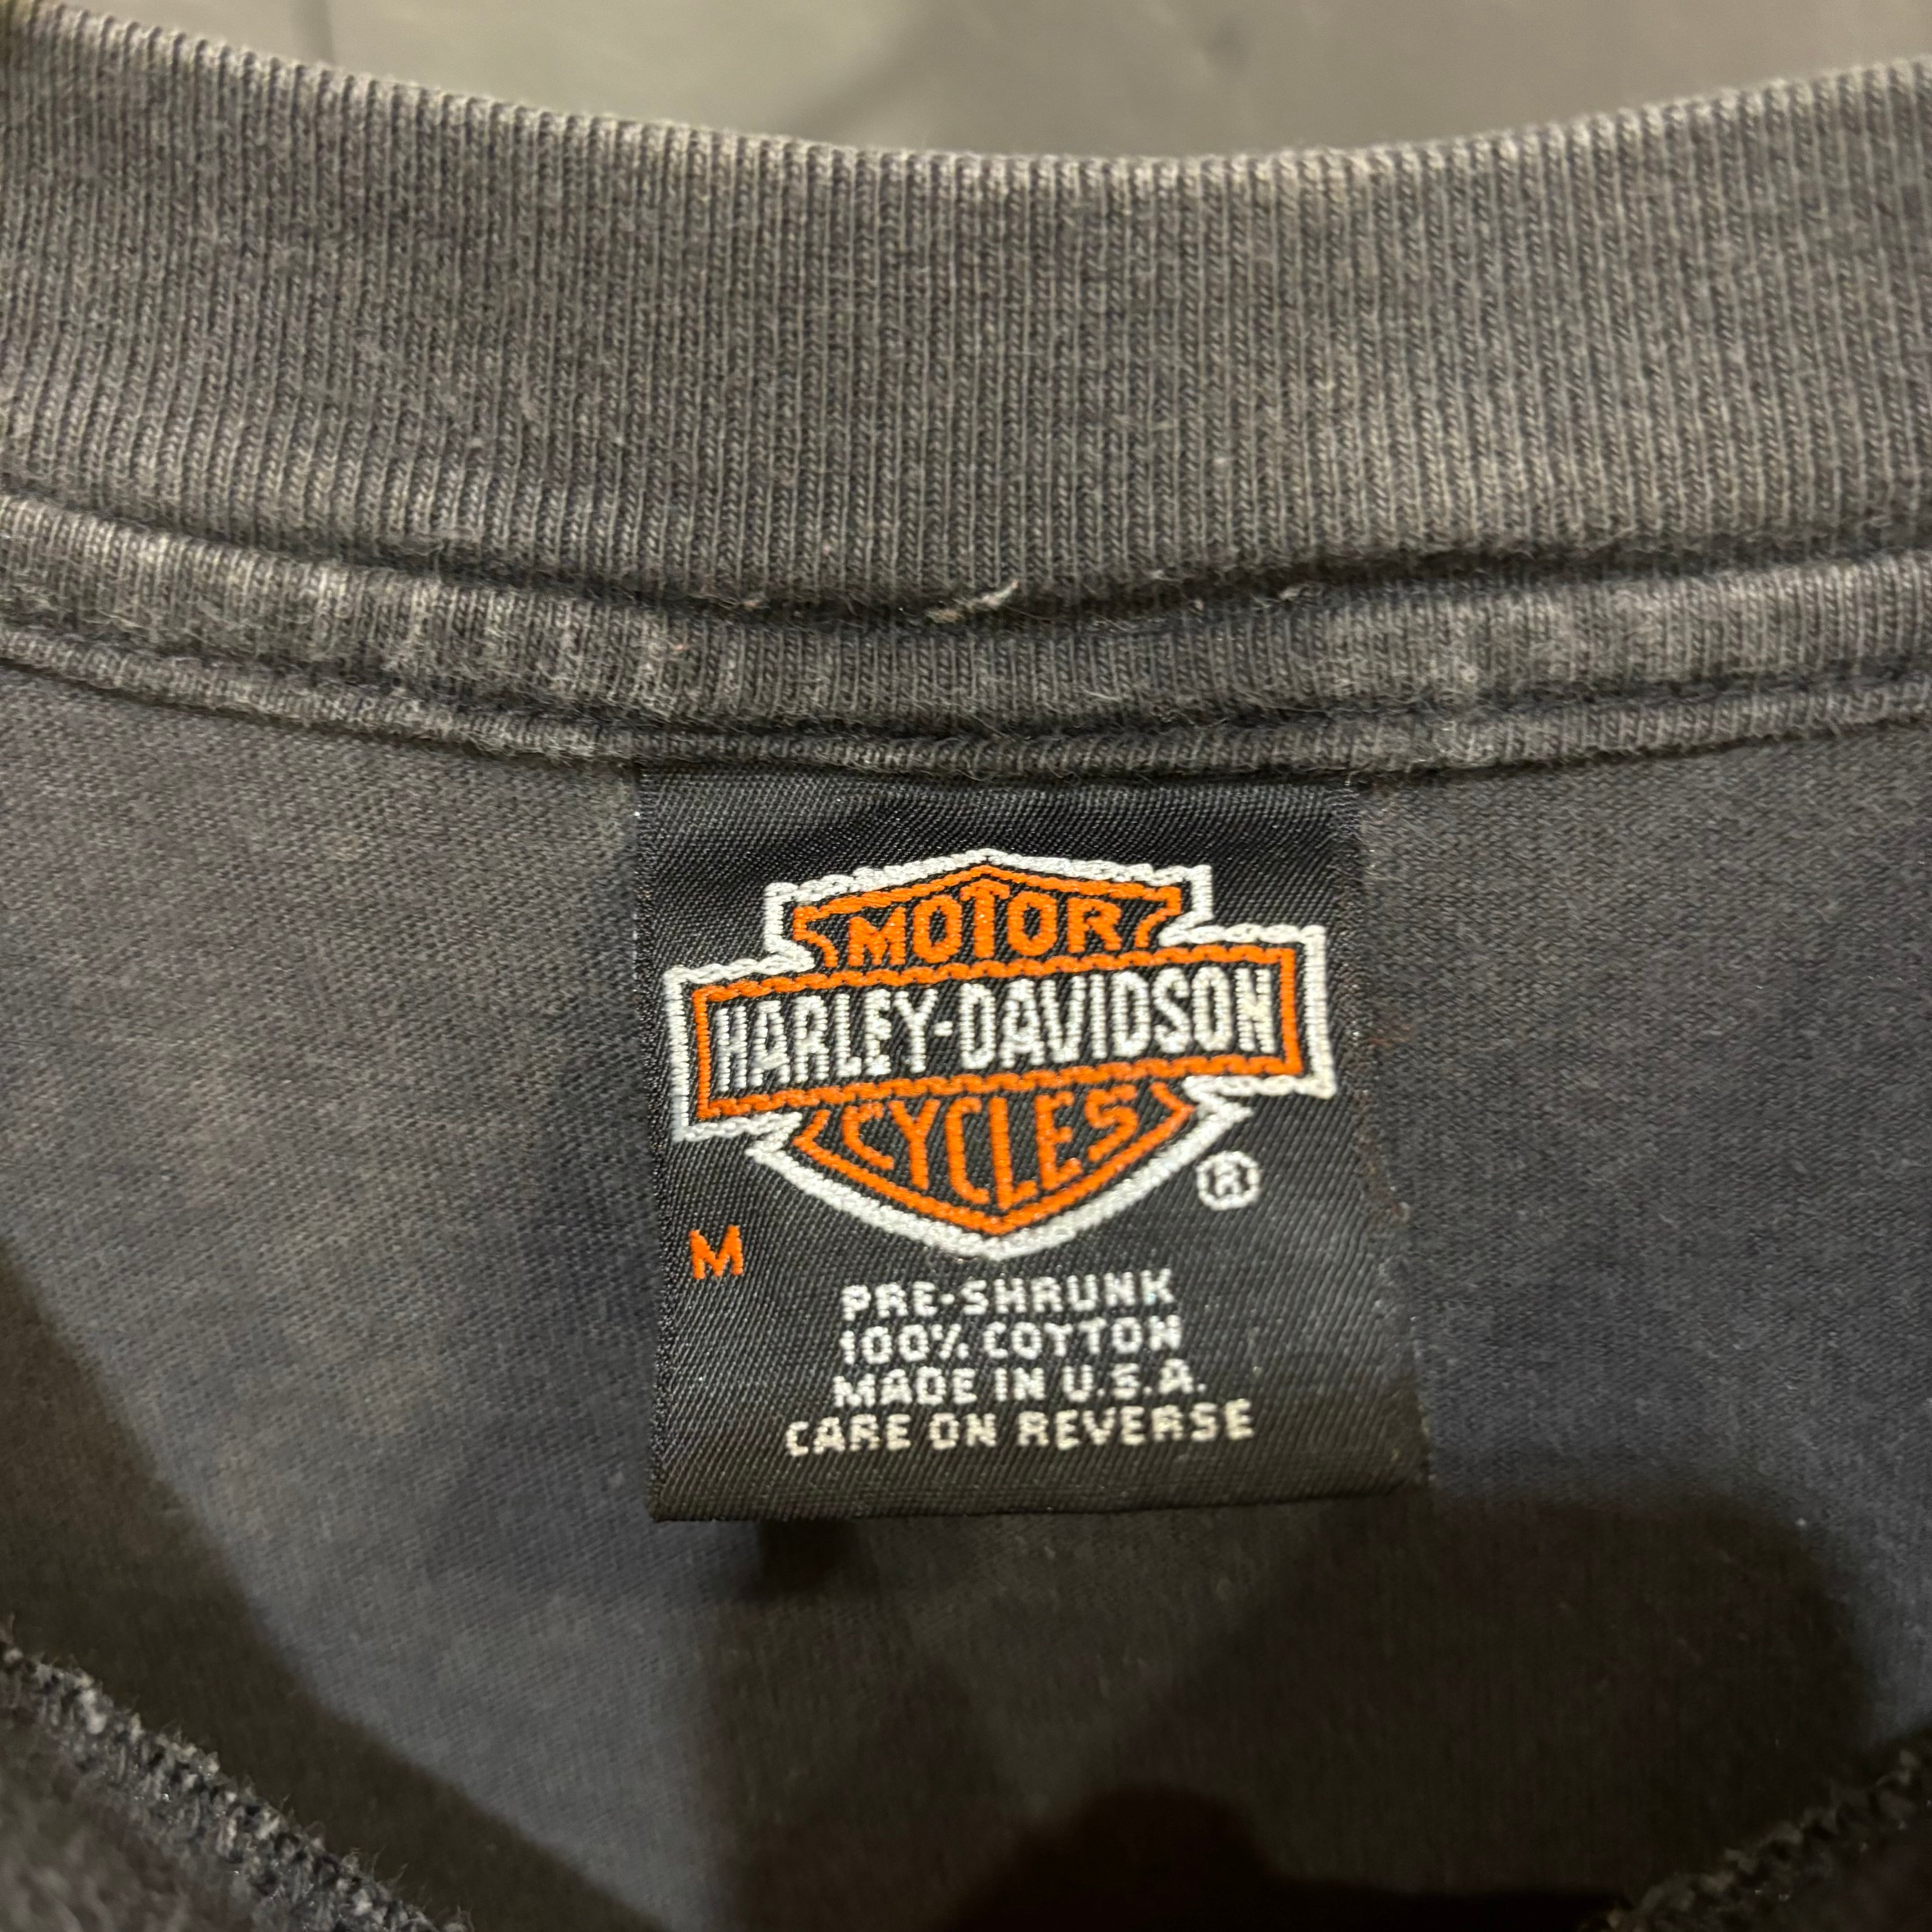 MOTOR
HARLEY-DAVIDSON
CYCLES
®
M
PRE-SHRUNK
100% COTTON
MADE IN U.S.A.
CARE ON REVERSE